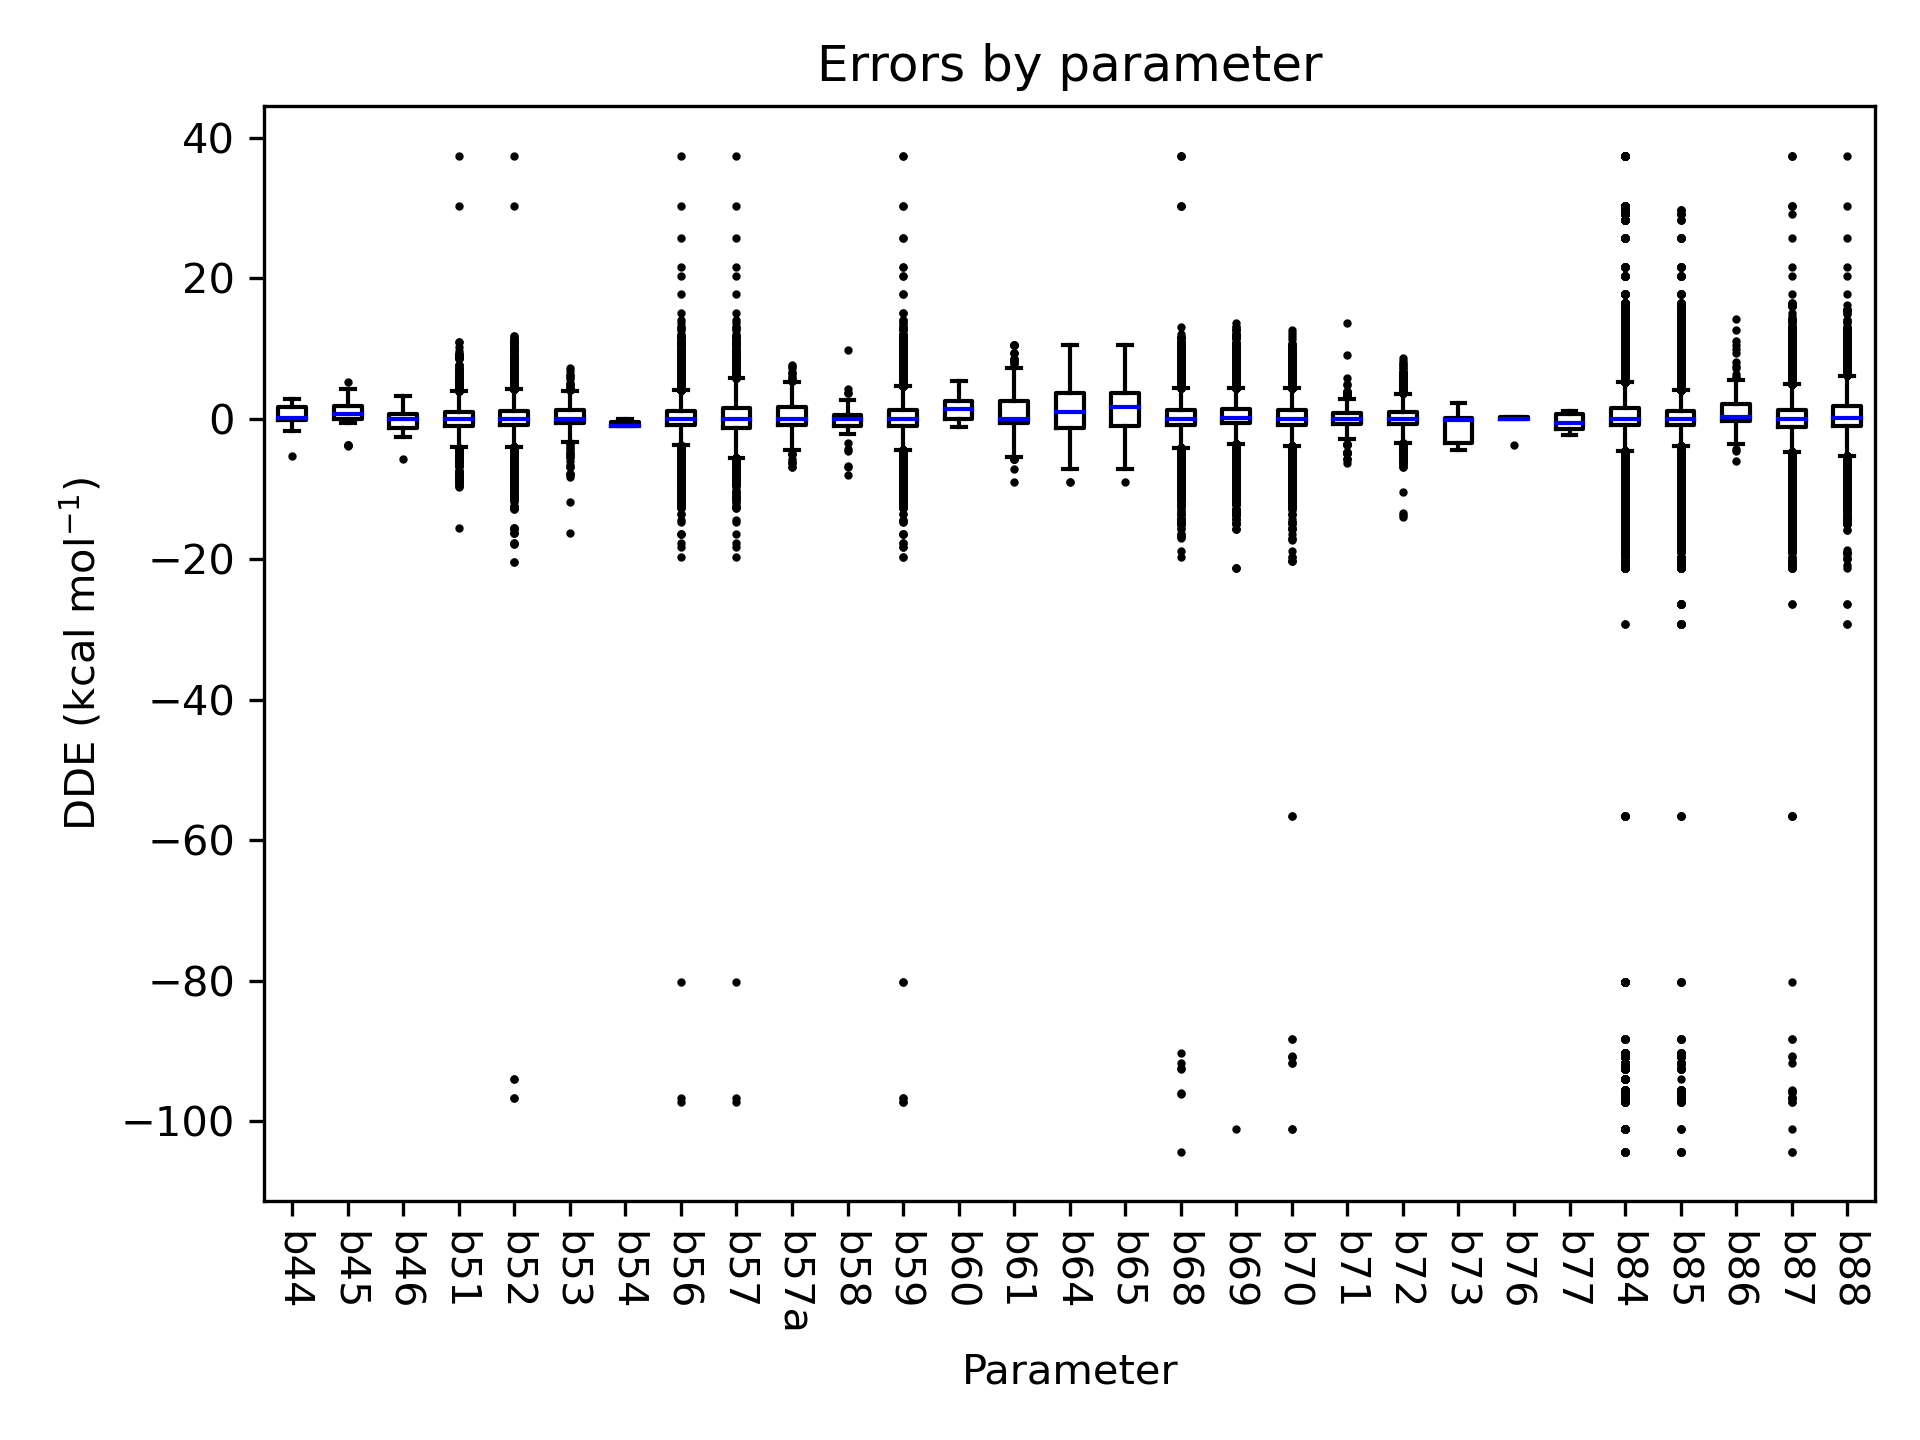 Errors by parameter
40
20
0
−20
−40
−60
−80
−100
DDE (kcal mol⁻¹)
b44
b45
b46
b51
b52
b53
b54
b56
b57
b57a
b58
b59
b60
b61
b64
b65
b68
b69
b70
b71
b72
b73
b76
b77
b84
b85
b86
b87
b88
Parameter